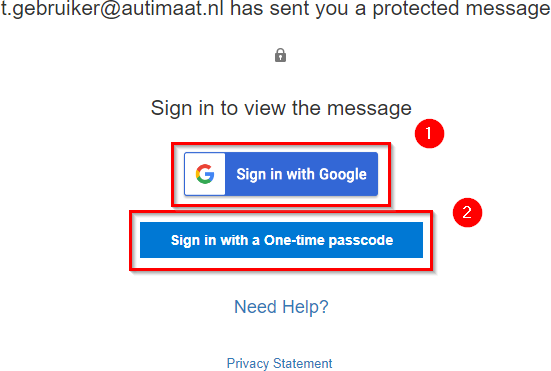 t.gebruiker@autimaat.nl has sent you a protected message
Sign in to view the message
1
Sign in with Google
2
Sign in with a One-time passcode
Need Help?
Privacy Statement